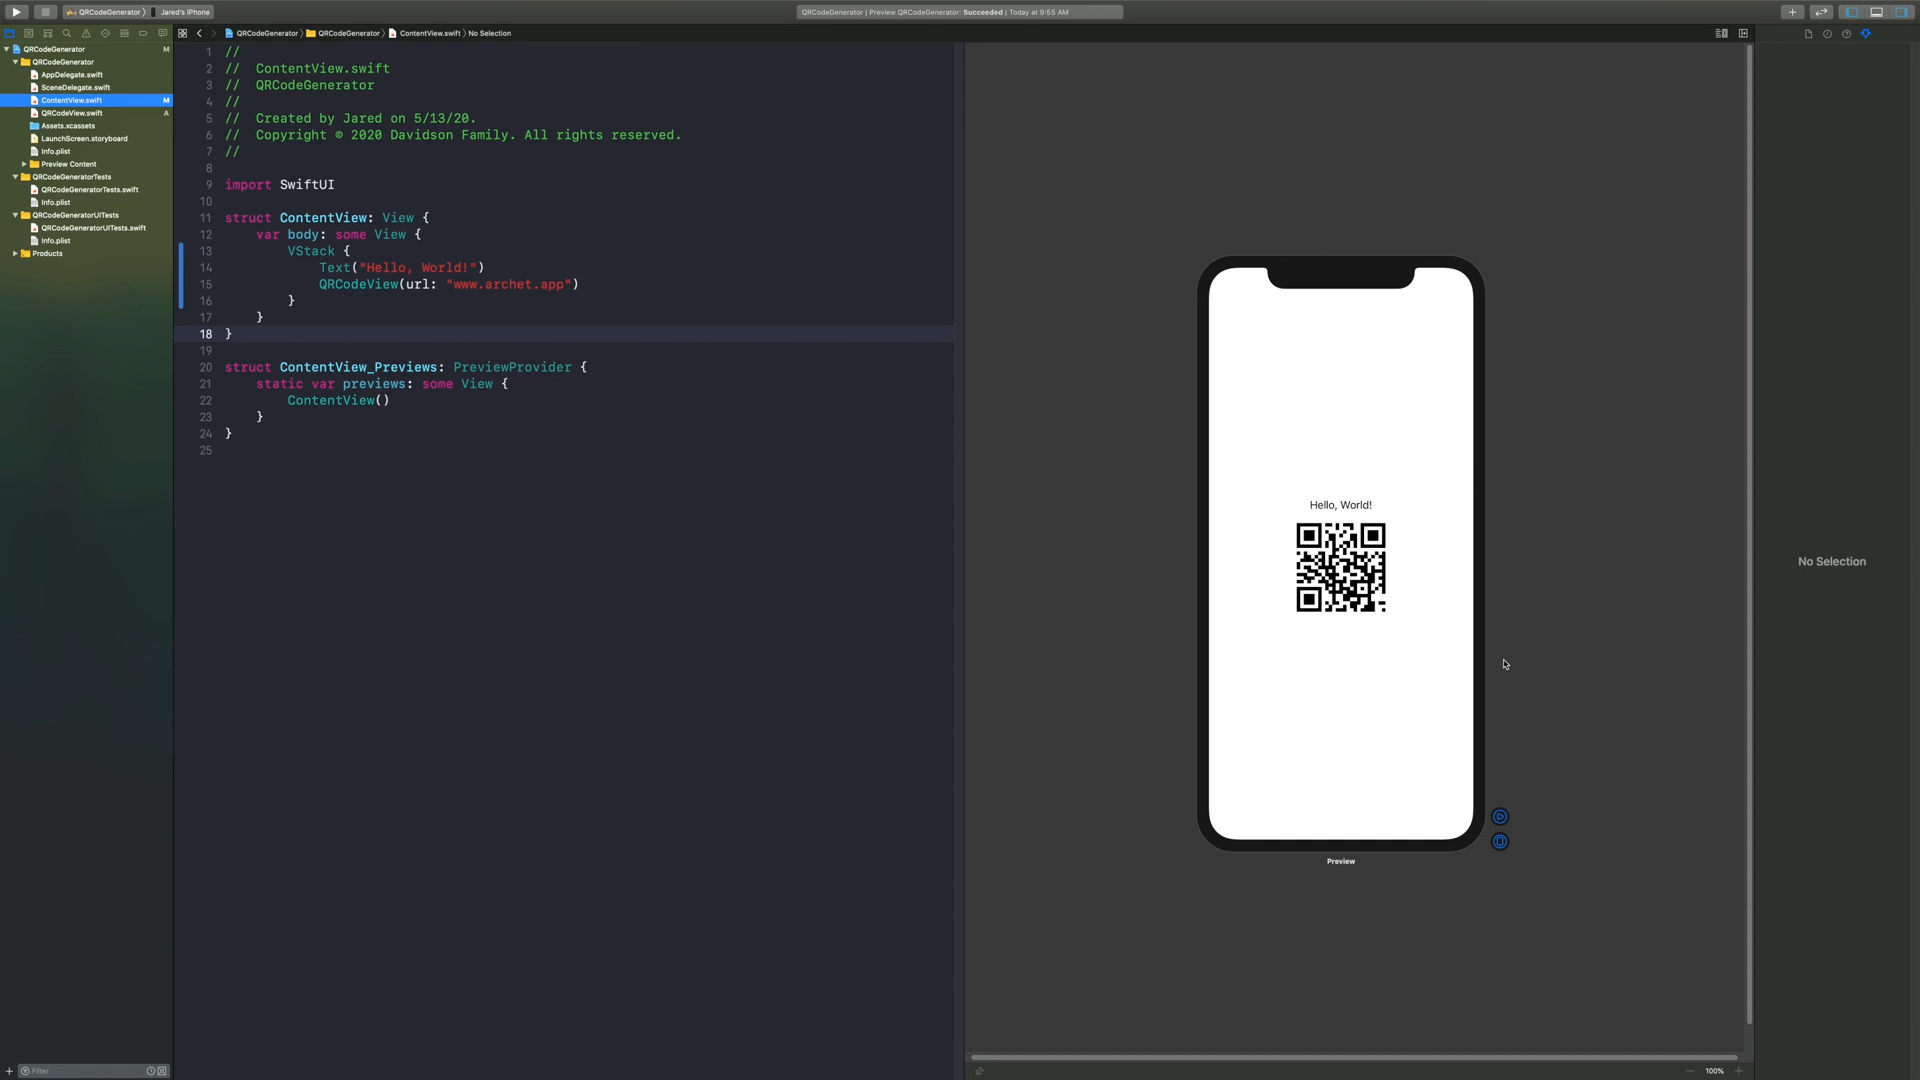 QRCodeGenerator
Jared's iPhone
QRCodeGenerator | Preview QRCodeGenerator: Succeeded | Today at 9:55 AM
QRCodeGenerator
QRCodeGenerator
ContentView.swift
No Selection
QRCodeGenerator M
QRCodeGenerator
AppDelegate.swift
SceneDelegate.swift
ContentView.swift M
QRCodeView.swift A
Assets.xcassets
LaunchScreen.storyboard
Info.plist
Preview Content
QRCodeGeneratorTests
QRCodeGeneratorTests.swift
Info.plist
QRCodeGeneratorUITests
QRCodeGeneratorUITests.swift
Info.plist
Products
Filter
1 //
2 //  ContentView.swift
3 //  QRCodeGenerator
4 //
5 //  Created by Jared on 5/13/20.
6 //  Copyright © 2020 Davidson Family. All rights reserved.
7 //
8
9 import SwiftUI
10
11 struct ContentView: View {
12     var body: some View {
13         VStack {
14             Text("Hello, World!")
15             QRCodeView(url: "www.archet.app")
16         }
17     }
18 }
19
20 struct ContentView_Previews: PreviewProvider {
21     static var previews: some View {
22         ContentView()
23     }
24 }
25
Hello, World!
Preview
100%
No Selection